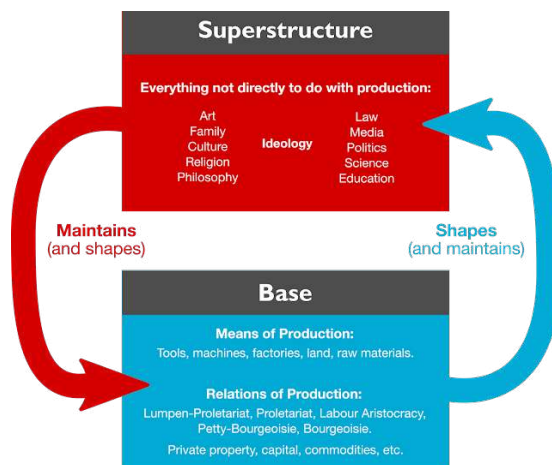 Superstructure
Everything not directly to do with production:
Art
Family
Culture
Religion
Philosophy
Ideology
Law
Media
Politics
Science
Education
Maintains
(and shapes)
Shapes
(and maintains)
Base
Means of Production:
Tools, machines, factories, land, raw materials.
Relations of Production:
Lumpen-Proletariat, Proletariat, Labour Aristocracy,
Petty-Bourgeoisie, Bourgeoisie.
Private property, capital, commodities, etc.